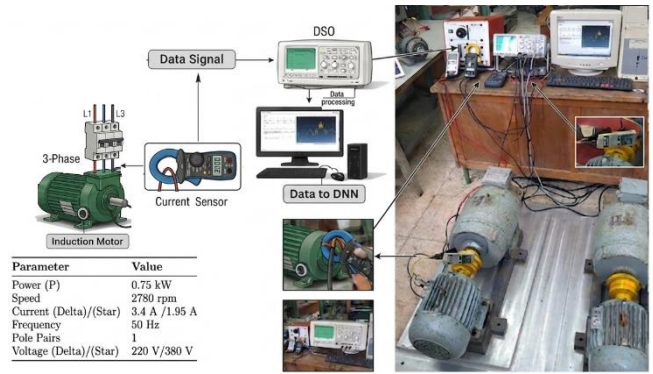 DSO
Data Signal
Data
processing
L1 L3
3-Phase
Current Sensor
Data to DNN
Induction Motor
Parameter Value
Power (P) 0.75 kW
Speed 2780 rpm
Current (Delta)/(Star) 3.4 A /1.95 A
Frequency 50 Hz
Pole Pairs 1
Voltage (Delta)/(Star) 220 V/380 V